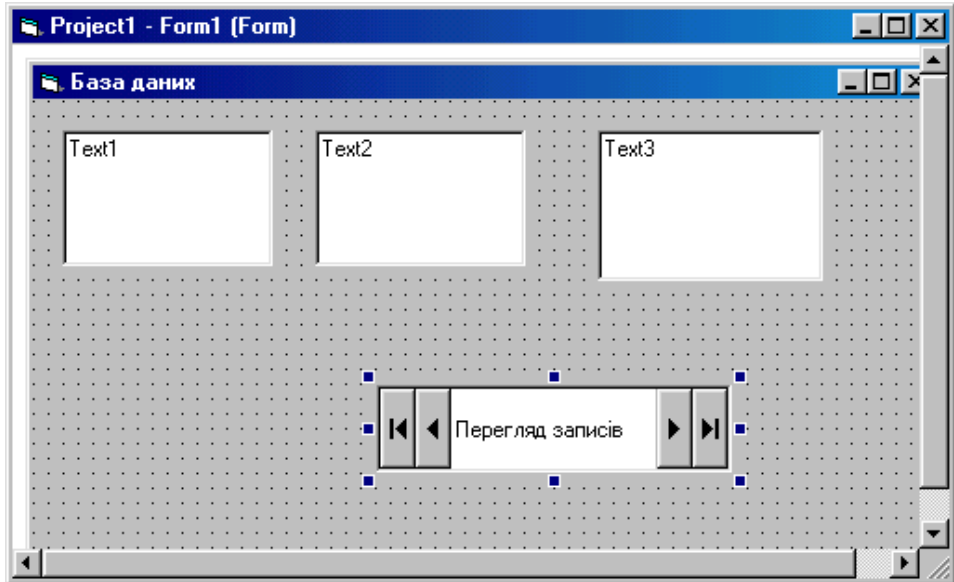 Project1 - Form1 (Form)
База даних
Text1
Text2
Text3
Перегляд записів